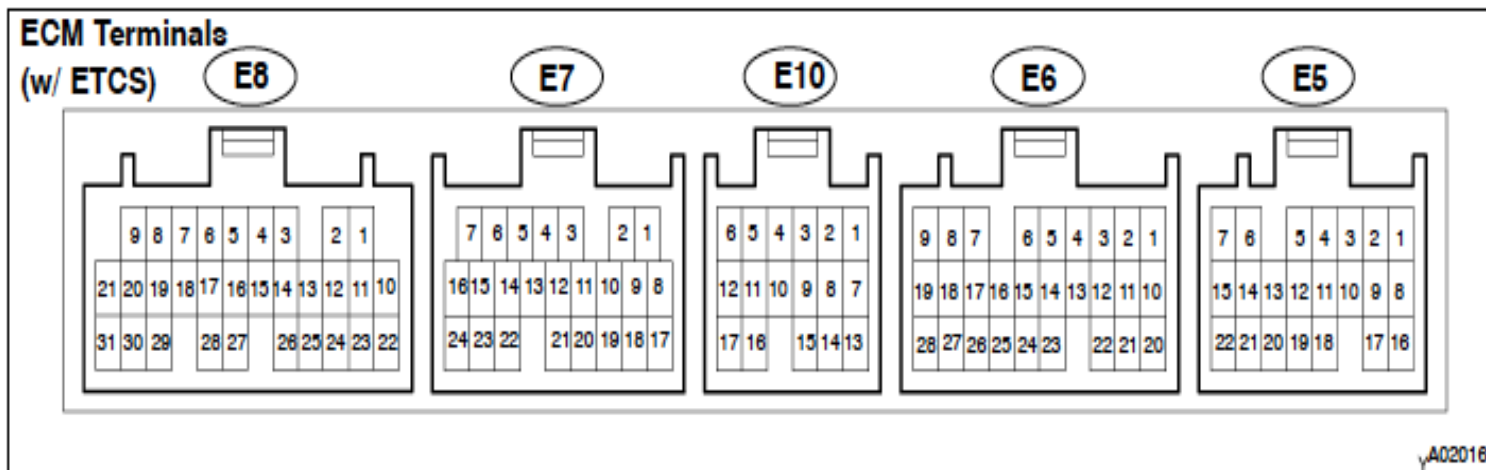 ECM Terminals
(w/ ETCS) E8 E7 E10 E6 E5
9 8 7 6 5 4 3 2 1 7 6 5 4 3 2 1 6 5 4 3 2 1 9 8 7 6 5 4 3 2 1 7 6 5 4 3 2 1
21 20 19 18 17 16 15 14 13 12 11 10 16 15 14 13 12 11 10 9 8 12 11 10 9 8 7 19 18 17 16 15 14 13 12 11 10 15 14 13 12 11 10 9 8
31 30 29 28 27 26 25 24 23 22 24 23 22 21 20 19 18 17 17 16 15 14 13 28 27 26 25 24 23 22 21 20 22 21 20 19 18 17 16
yA02016